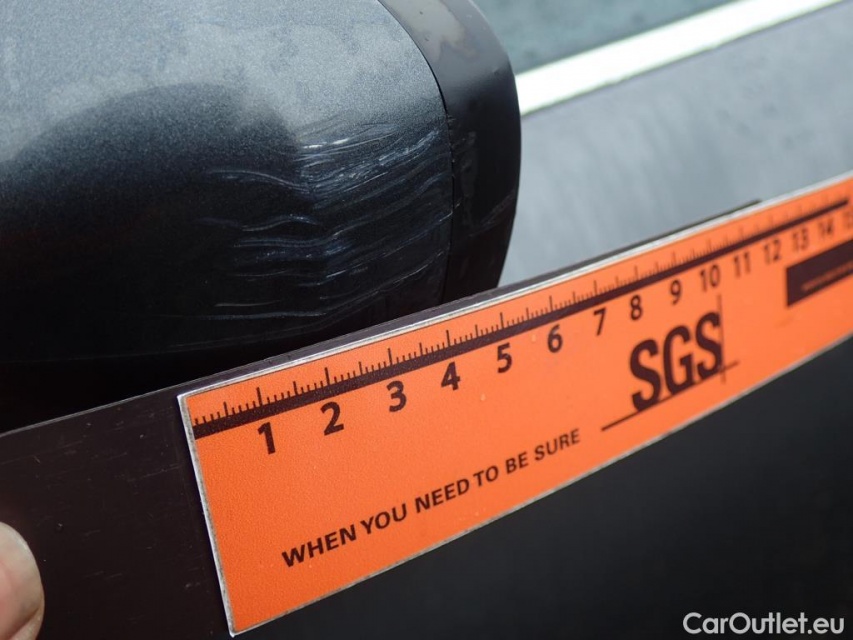 1 2 3 4 5 6 7 8 9 10 11 12 13 14
SGS
WHEN YOU NEED TO BE SURE
CarOutlet.eu